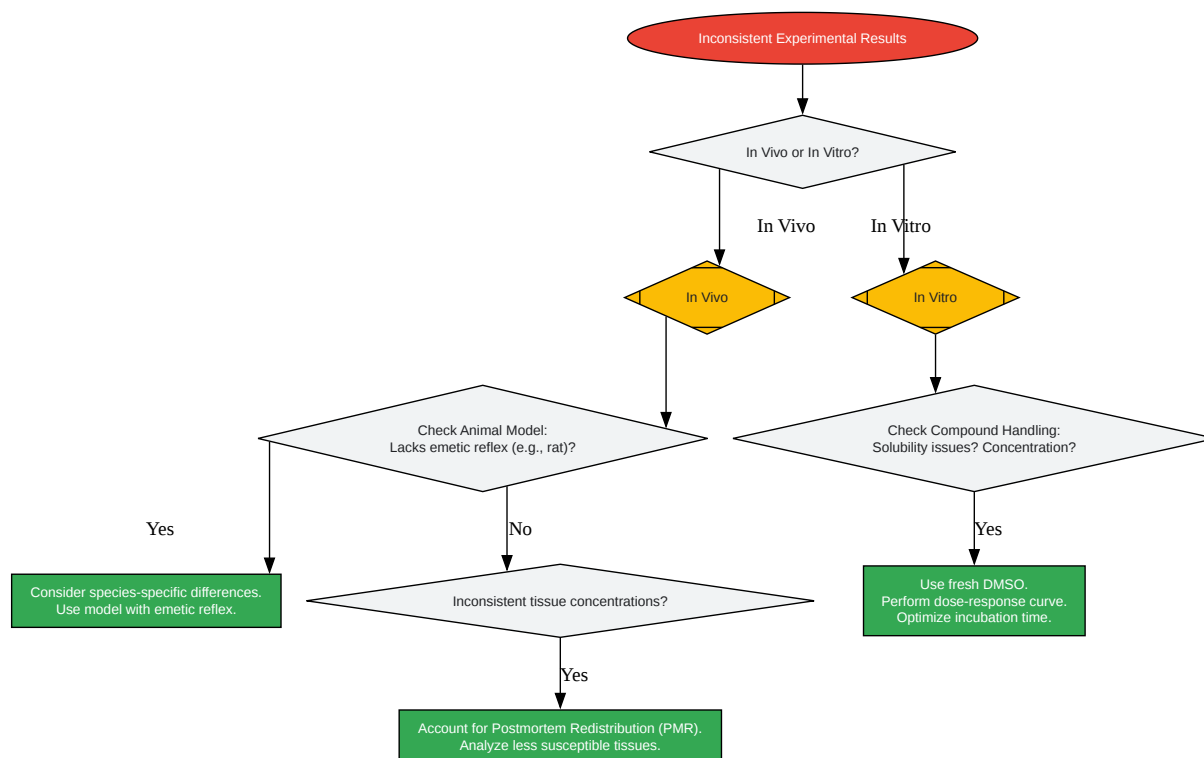 Inconsistent Experimental Results
In Vivo or In Vitro?
In Vivo
In Vitro
In Vivo
In Vitro
Check Animal Model:
Lacks emetic reflex (e.g., rat)?
Check Compound Handling:
Solubility issues? Concentration?
Yes
No
Yes
Consider species-specific differences.
Use model with emetic reflex.
Inconsistent tissue concentrations?
Use fresh DMSO.
Perform dose-response curve.
Optimize incubation time.
Yes
Account for Postmortem Redistribution (PMR).
Analyze less susceptible tissues.